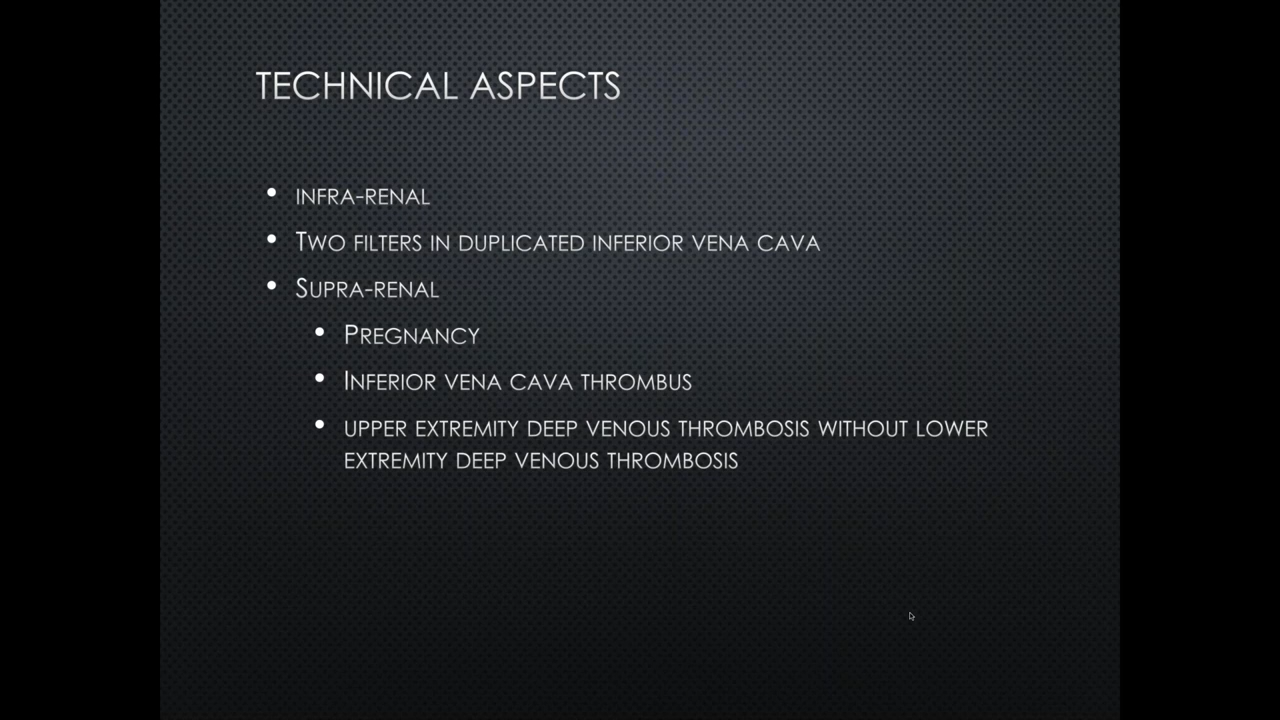 TECHNICAL ASPECTS
• INFRA-RENAL
• TWO FILTERS IN DUPLICATED INFERIOR VENA CAVA
• SUPRA-RENAL
• PREGNANCY
• INFERIOR VENA CAVA THROMBUS
• UPPER EXTREMITY DEEP VENOUS THROMBOSIS WITHOUT LOWER
EXTREMITY DEEP VENOUS THROMBOSIS